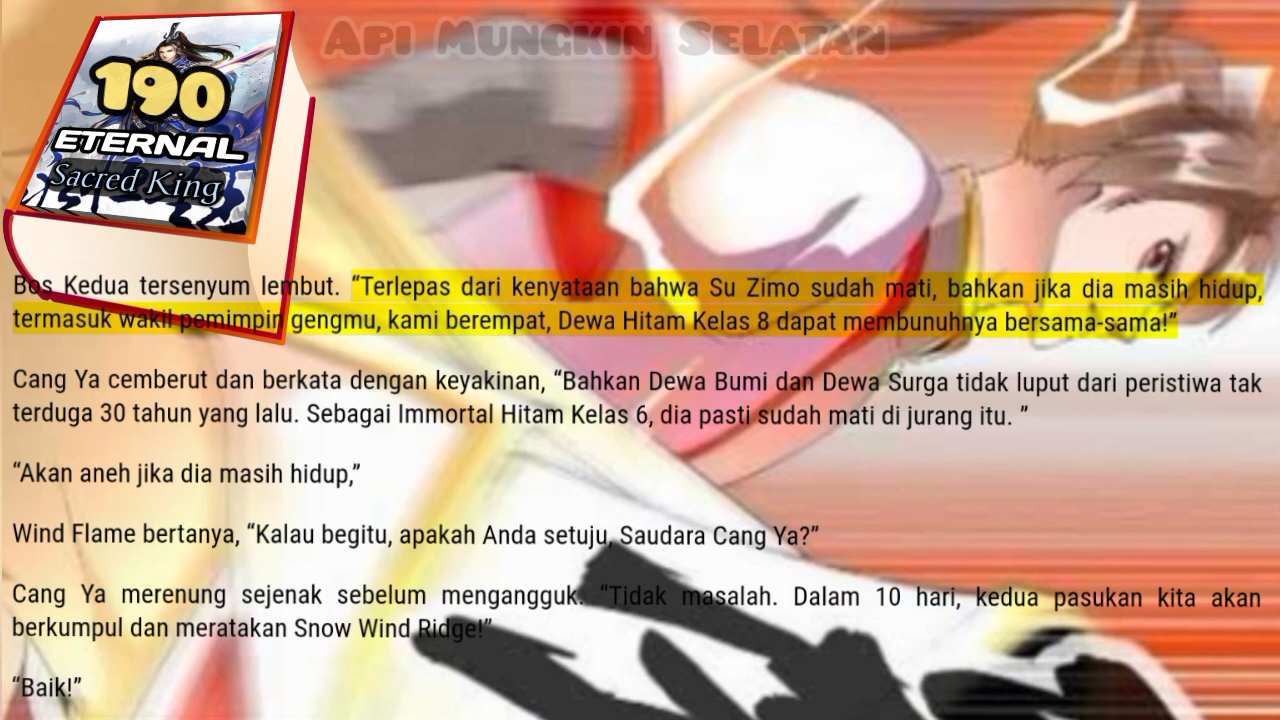 Api Mungkin Selatan
190
ETERNAL
Sacred King
Bos Kedua tersenyum lembut. “Terlepas dari kenyataan bahwa Su Zimo sudah mati, bahkan jika dia masih hidup,
termasuk wakil pemimpin gengmu, kami berempat, Dewa Hitam Kelas 8 dapat membunuhnya bersama-sama!”
Cang Ya cemberut dan berkata dengan keyakinan, “Bahkan Dewa Bumi dan Dewa Surga tidak luput dari peristiwa tak
terduga 30 tahun yang lalu. Sebagai Immortal Hitam Kelas 6, dia pasti sudah mati di jurang itu. ”
“Akan aneh jika dia masih hidup,”
Wind Flame bertanya, “Kalau begitu, apakah Anda setuju, Saudara Cang Ya?”
Cang Ya merenung sejenak sebelum mengangguk. “Tidak masalah. Dalam 10 hari, kedua pasukan kita akan
berkumpul dan meratakan Snow Wind Ridge!”
“Baik!”